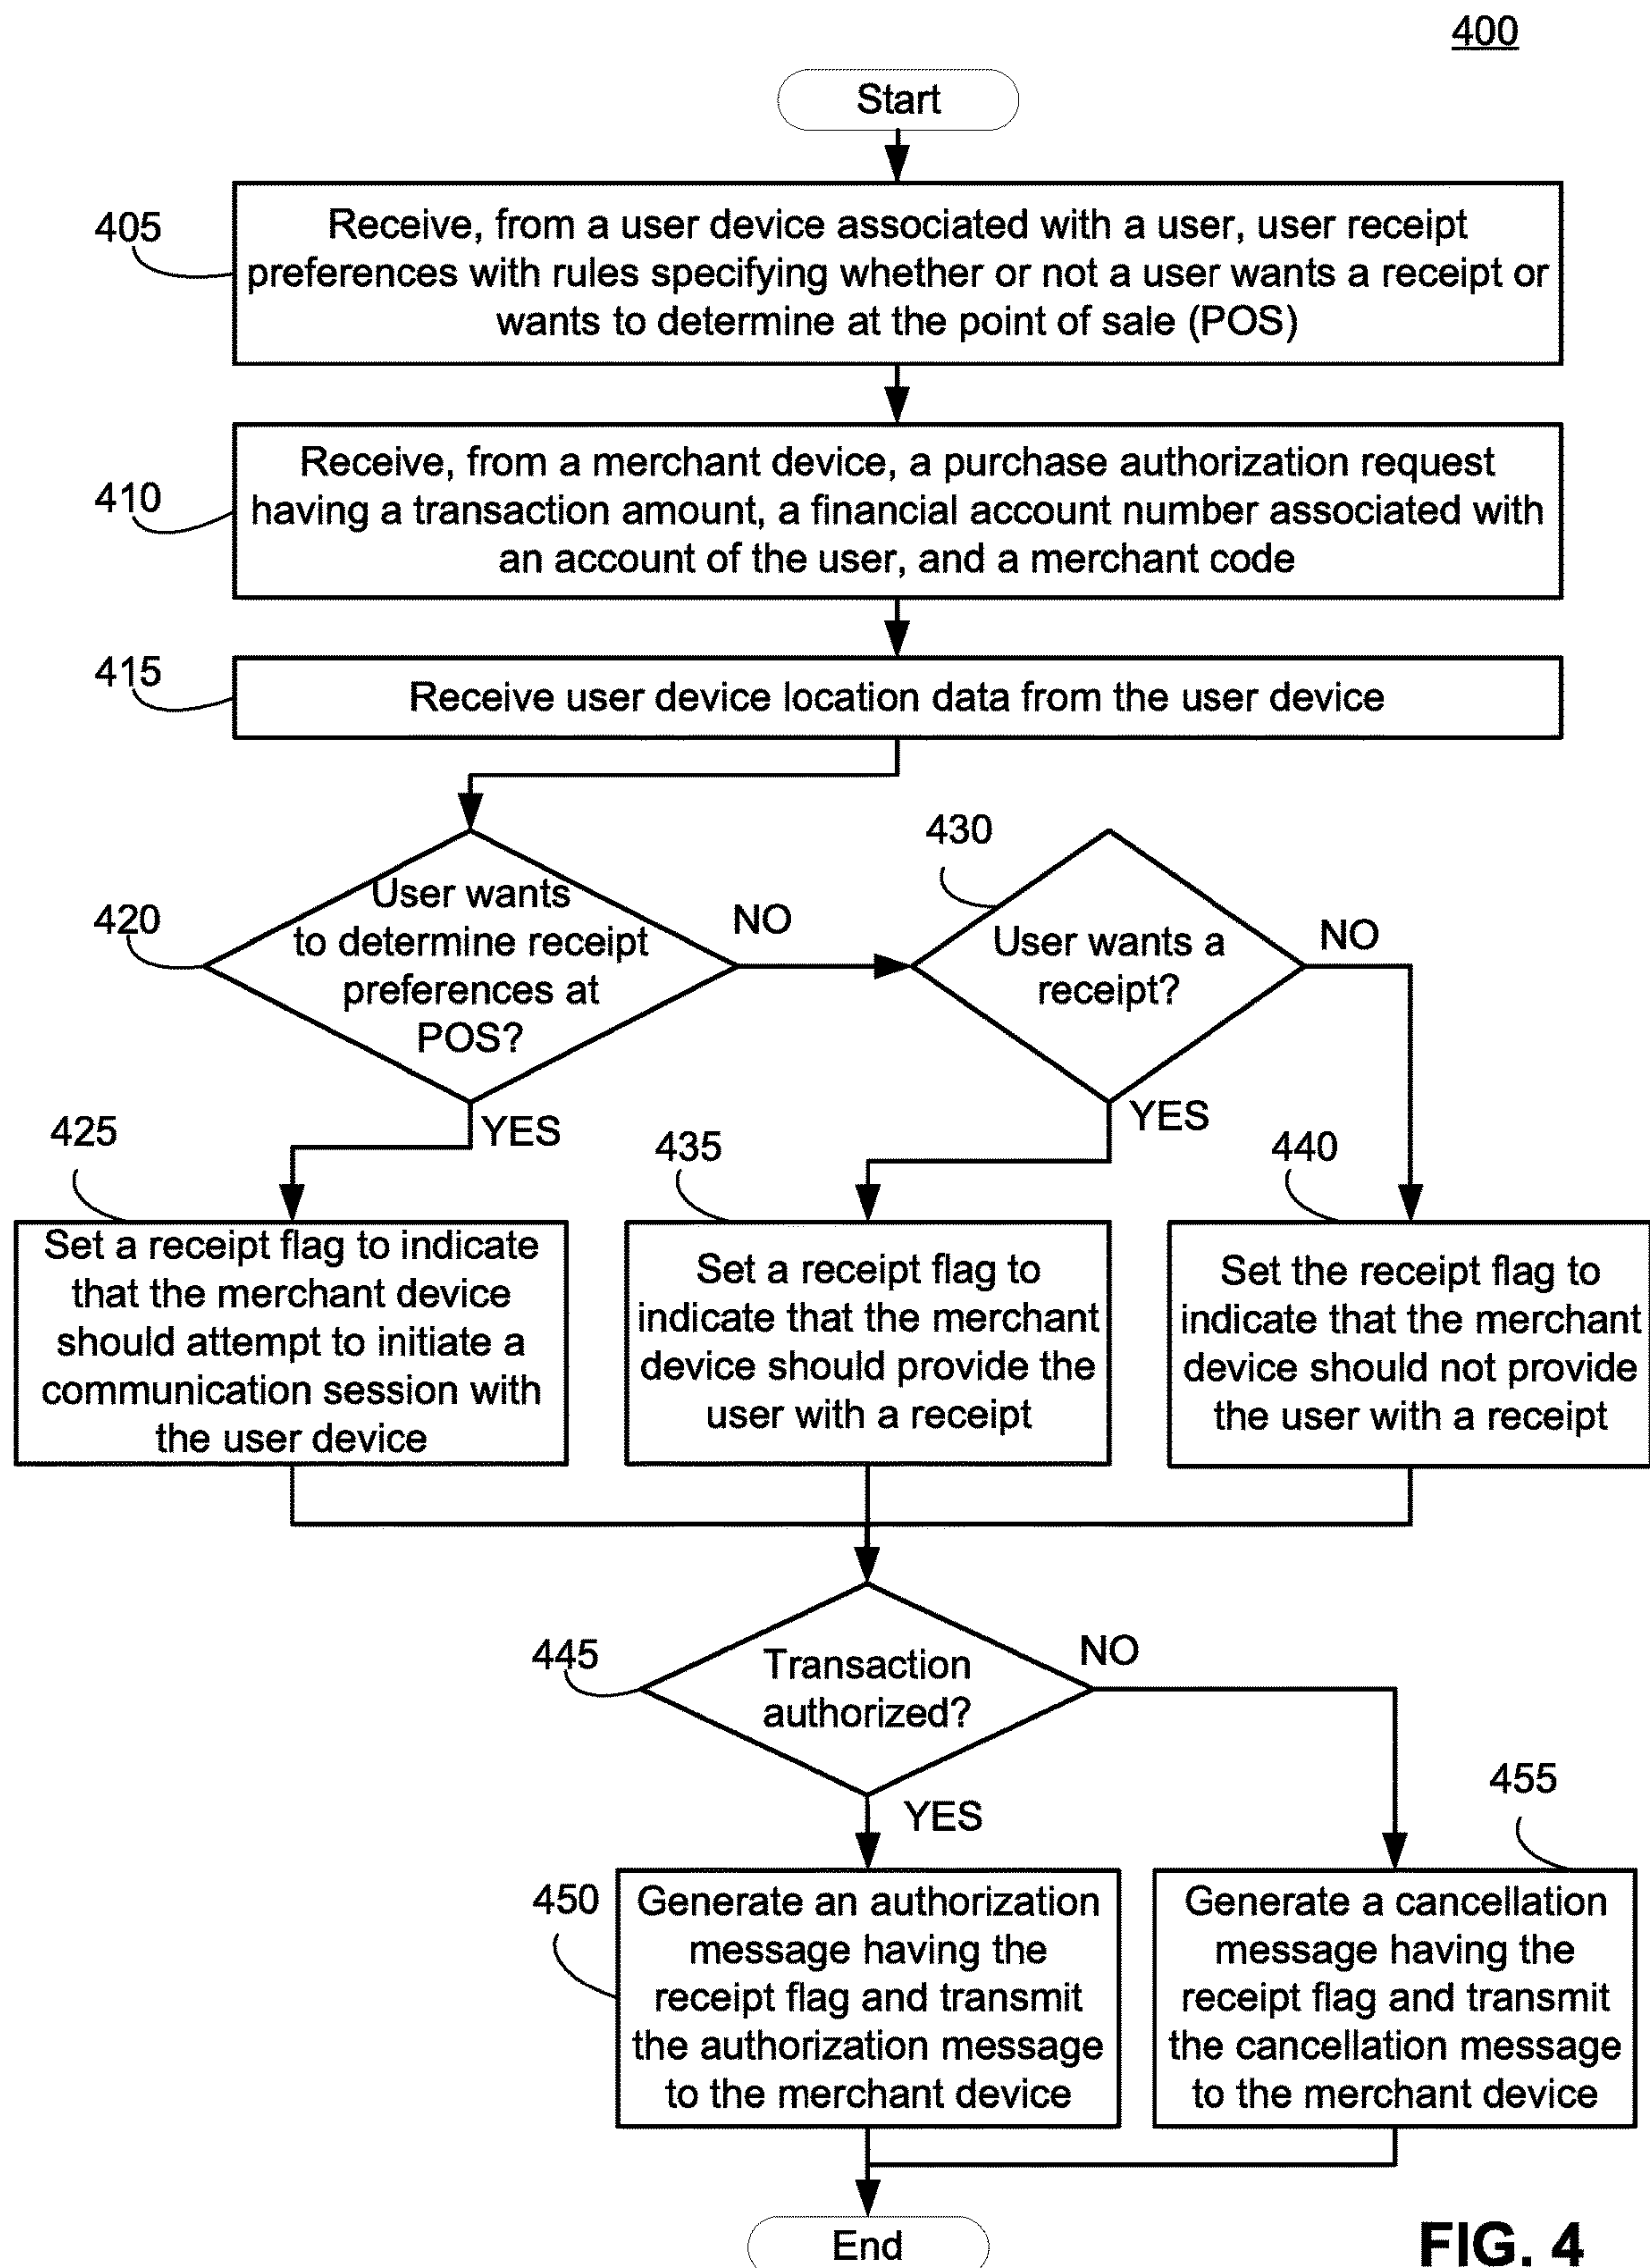 400
Start
405
Receive, from a user device associated with a user, user receipt
preferences with rules specifying whether or not a user wants a receipt or
wants to determine at the point of sale (POS)
410
Receive, from a merchant device, a purchase authorization request
having a transaction amount, a financial account number associated with
an account of the user, and a merchant code
415
Receive user device location data from the user device
420
User wants
to determine receipt
preferences at
POS?
NO
YES
430
User wants a
receipt?
NO
YES
425
Set a receipt flag to indicate
that the merchant device
should attempt to initiate a
communication session with
the user device
435
Set a receipt flag to
indicate that the merchant
device should provide the
user with a receipt
440
Set the receipt flag to
indicate that the merchant
device should not provide
the user with a receipt
445
Transaction
authorized?
NO
YES
450
Generate an authorization
message having the
receipt flag and transmit
the authorization message
to the merchant device
455
Generate a cancellation
message having the
receipt flag and transmit
the cancellation message
to the merchant device
End
FIG. 4